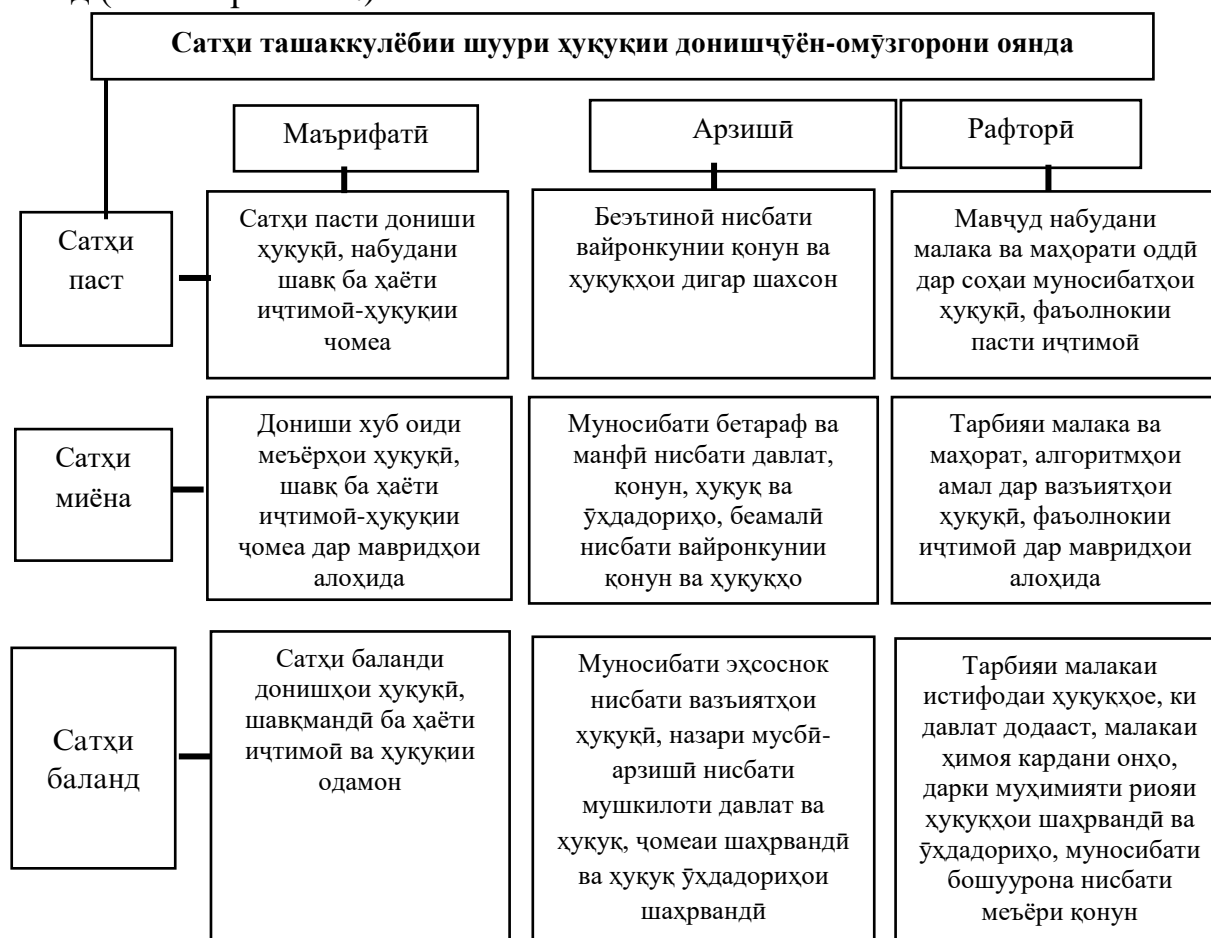 Сатҳи ташаккулёбии шуури ҳуқуқии донишҷӯён-омӯзгорони оянда
Маърифатӣ
Арзишӣ
Рафторӣ
Сатҳи
паст
Сатҳи пасти дониши
ҳуқуқӣ, набудани
шавқ ба ҳаёти
иҷтимоӣ-ҳуқуқии
ҷомеа
Беэътиноӣ нисбати
вайронкунии қонун ва
ҳуқуқҳои дигар шахсон
Мавҷуд набудани
малака ва маҳорати оддӣ
дар соҳаи муносибатҳои
ҳуқуқӣ, фаъолнокии
пасти иҷтимоӣ
Сатҳи
миёна
Дониши хуб оиди
меъёрҳои ҳуқуқӣ,
шавқ ба ҳаёти
иҷтимоӣ-ҳуқуқии
ҷомеа дар мавридҳои
алоҳида
Муносибати бетараф ва
манфӣ нисбати давлат,
қонун, ҳуқуқ ва
ӯҳдадориҳо, беамалӣ
нисбати вайронкунии
қонун ва ҳуқуқҳо
Тарбияи малака ва
маҳорат, алгоритмҳои
амал дар вазъиятҳои
ҳуқуқӣ, фаъолнокии
иҷтимоӣ дар мавридҳои
алоҳида
Сатҳи
баланд
Сатҳи баланди
донишҳои ҳуқуқӣ,
шавқмандӣ ба ҳаёти
иҷтимоӣ ва ҳуқуқии
одамон
Муносибати эҳсоснок
нисбати вазъиятҳои
ҳуқуқӣ, назари мусбӣ-
арзишӣ нисбати
мушкилоти давлат ва
ҳуқуқ, ҷомеаи шаҳрвандӣ
ва ҳуқуқ ӯҳдадориҳои
шаҳрвандӣ
Тарбияи малакаи
истифодаи ҳуқуқҳое, ки
давлат додааст, малакаи
ҳимоя кардани онҳо,
дарки муҳимияти риояи
ҳуқуқҳои шаҳрвандӣ ва
ӯҳдадориҳо, муносибати
бошуурона нисбати
меъёри қонун